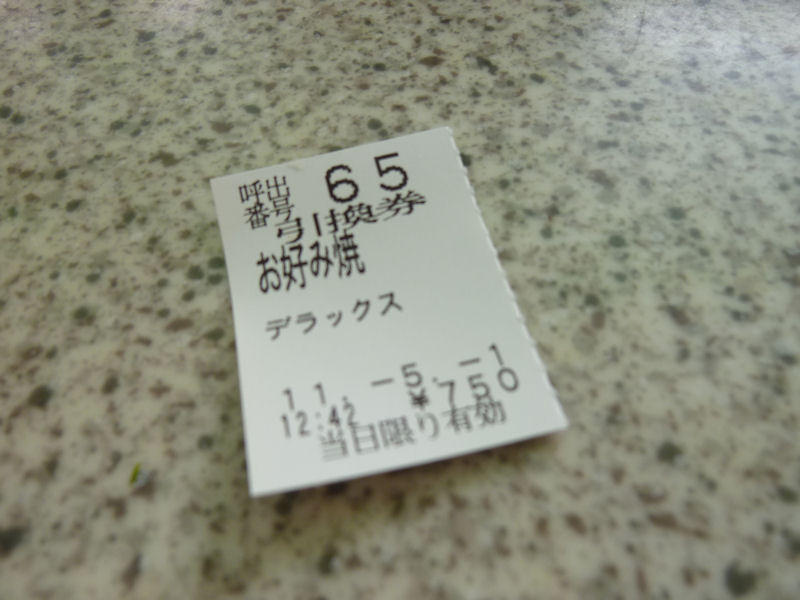 呼出
番号 65
引換券
お好み焼
デラックス
11.-5.-1
12:42 ¥750
当日限り有効